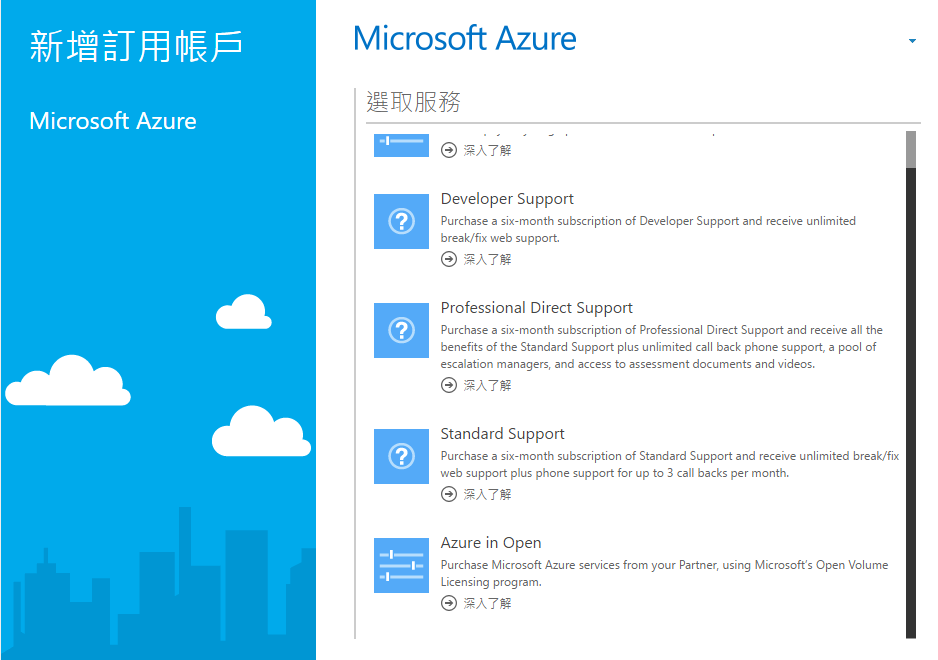 新增訂用帳戶
Microsoft Azure
Microsoft Azure
選取服務
深入了解
Developer Support
Purchase a six-month subscription of Developer Support and receive unlimited
break/fix web support.
深入了解
Professional Direct Support
Purchase a six-month subscription of Professional Direct Support and receive all the
benefits of the Standard Support plus unlimited call back phone support, a pool of
escalation managers, and access to assessment documents and videos.
深入了解
Standard Support
Purchase a six-month subscription of Standard Support and receive unlimited break/fix
web support plus phone support for up to 3 call backs per month.
深入了解
Azure in Open
Purchase Microsoft Azure services from your Partner, using Microsoft's Open Volume
Licensing program.
深入了解